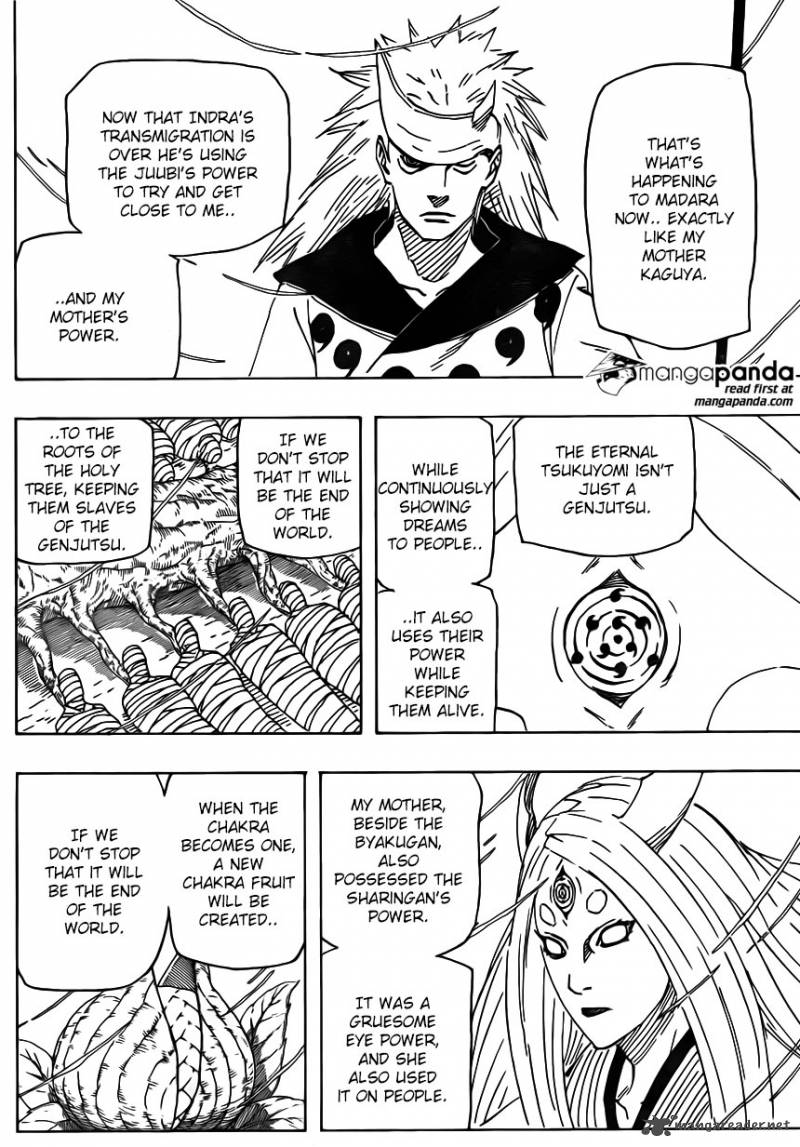 THAT'S
WHAT'S
HAPPENING
TO MADARA
NOW.. EXACTLY
LIKE MY
MOTHER
KAGUYA.
NOW THAT INDRA'S
TRANSMIGRATION IS
OVER HE'S USING
THE JUUBI'S POWER
TO TRY AND GET
CLOSE TO ME..
..AND MY
MOTHER'S
POWER.
mangapanda
read first at
mangapanda.com
THE ETERNAL
TSUKUYOMI ISN'T
JUST A
GENJUTSU.
WHILE
CONTINUOUSLY
SHOWING
DREAMS
TO PEOPLE..
..IT ALSO
USES THEIR
POWER
WHILE
KEEPING
THEM ALIVE.
IF WE
DON'T STOP
THAT IT WILL
BE THE END
OF THE
WORLD.
..TO THE
ROOTS OF
THE HOLY
TREE, KEEPING
THEM SLAVES
OF THE
GENJUTSU.
MY MOTHER,
BESIDE THE
BYAKUGAN,
ALSO
POSSESSED THE
SHARINGAN'S
POWER.
IT WAS A
GRUESOME
EYE POWER,
AND SHE
ALSO USED
IT ON PEOPLE.
WHEN THE
CHAKRA
BECOMES ONE,
A NEW
CHAKRA FRUIT
WILL BE
CREATED..
IF WE
DON'T STOP
THAT IT WILL
BE THE END
OF THE
WORLD.
mangareader.net